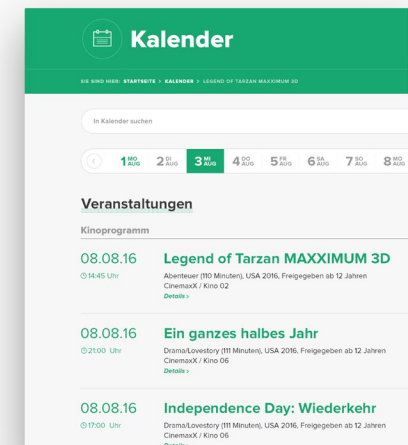 Kalender
SIE SIND HIER: STARTSEITE > KALENDER > LEGEND OF TARZAN MAXXIMUM 3D
In Kalender suchen
1 MO AUG 2 DI AUG 3 MI AUG 4 DO AUG 5 FR AUG 6 SA AUG 7 SO AUG 8 MO AUG
Veranstaltungen
Kinoprogramm
08.08.16 Legend of Tarzan MAXXIMUM 3D
14:45 Uhr Abenteuer (110 Minuten), USA 2016, Freigegeben ab 12 Jahren
CinemaxX / Kino 02
Details >
08.08.16 Ein ganzes halbes Jahr
21:00 Uhr Drama/Lovestory (111 Minuten), USA 2016, Freigegeben ab 12 Jahren
CinemaxX / Kino 06
Details >
08.08.16 Independence Day: Wiederkehr
17:00 Uhr Drama/Lovestory (111 Minuten), USA 2016, Freigegeben ab 12 Jahren
CinemaxX / Kino 06